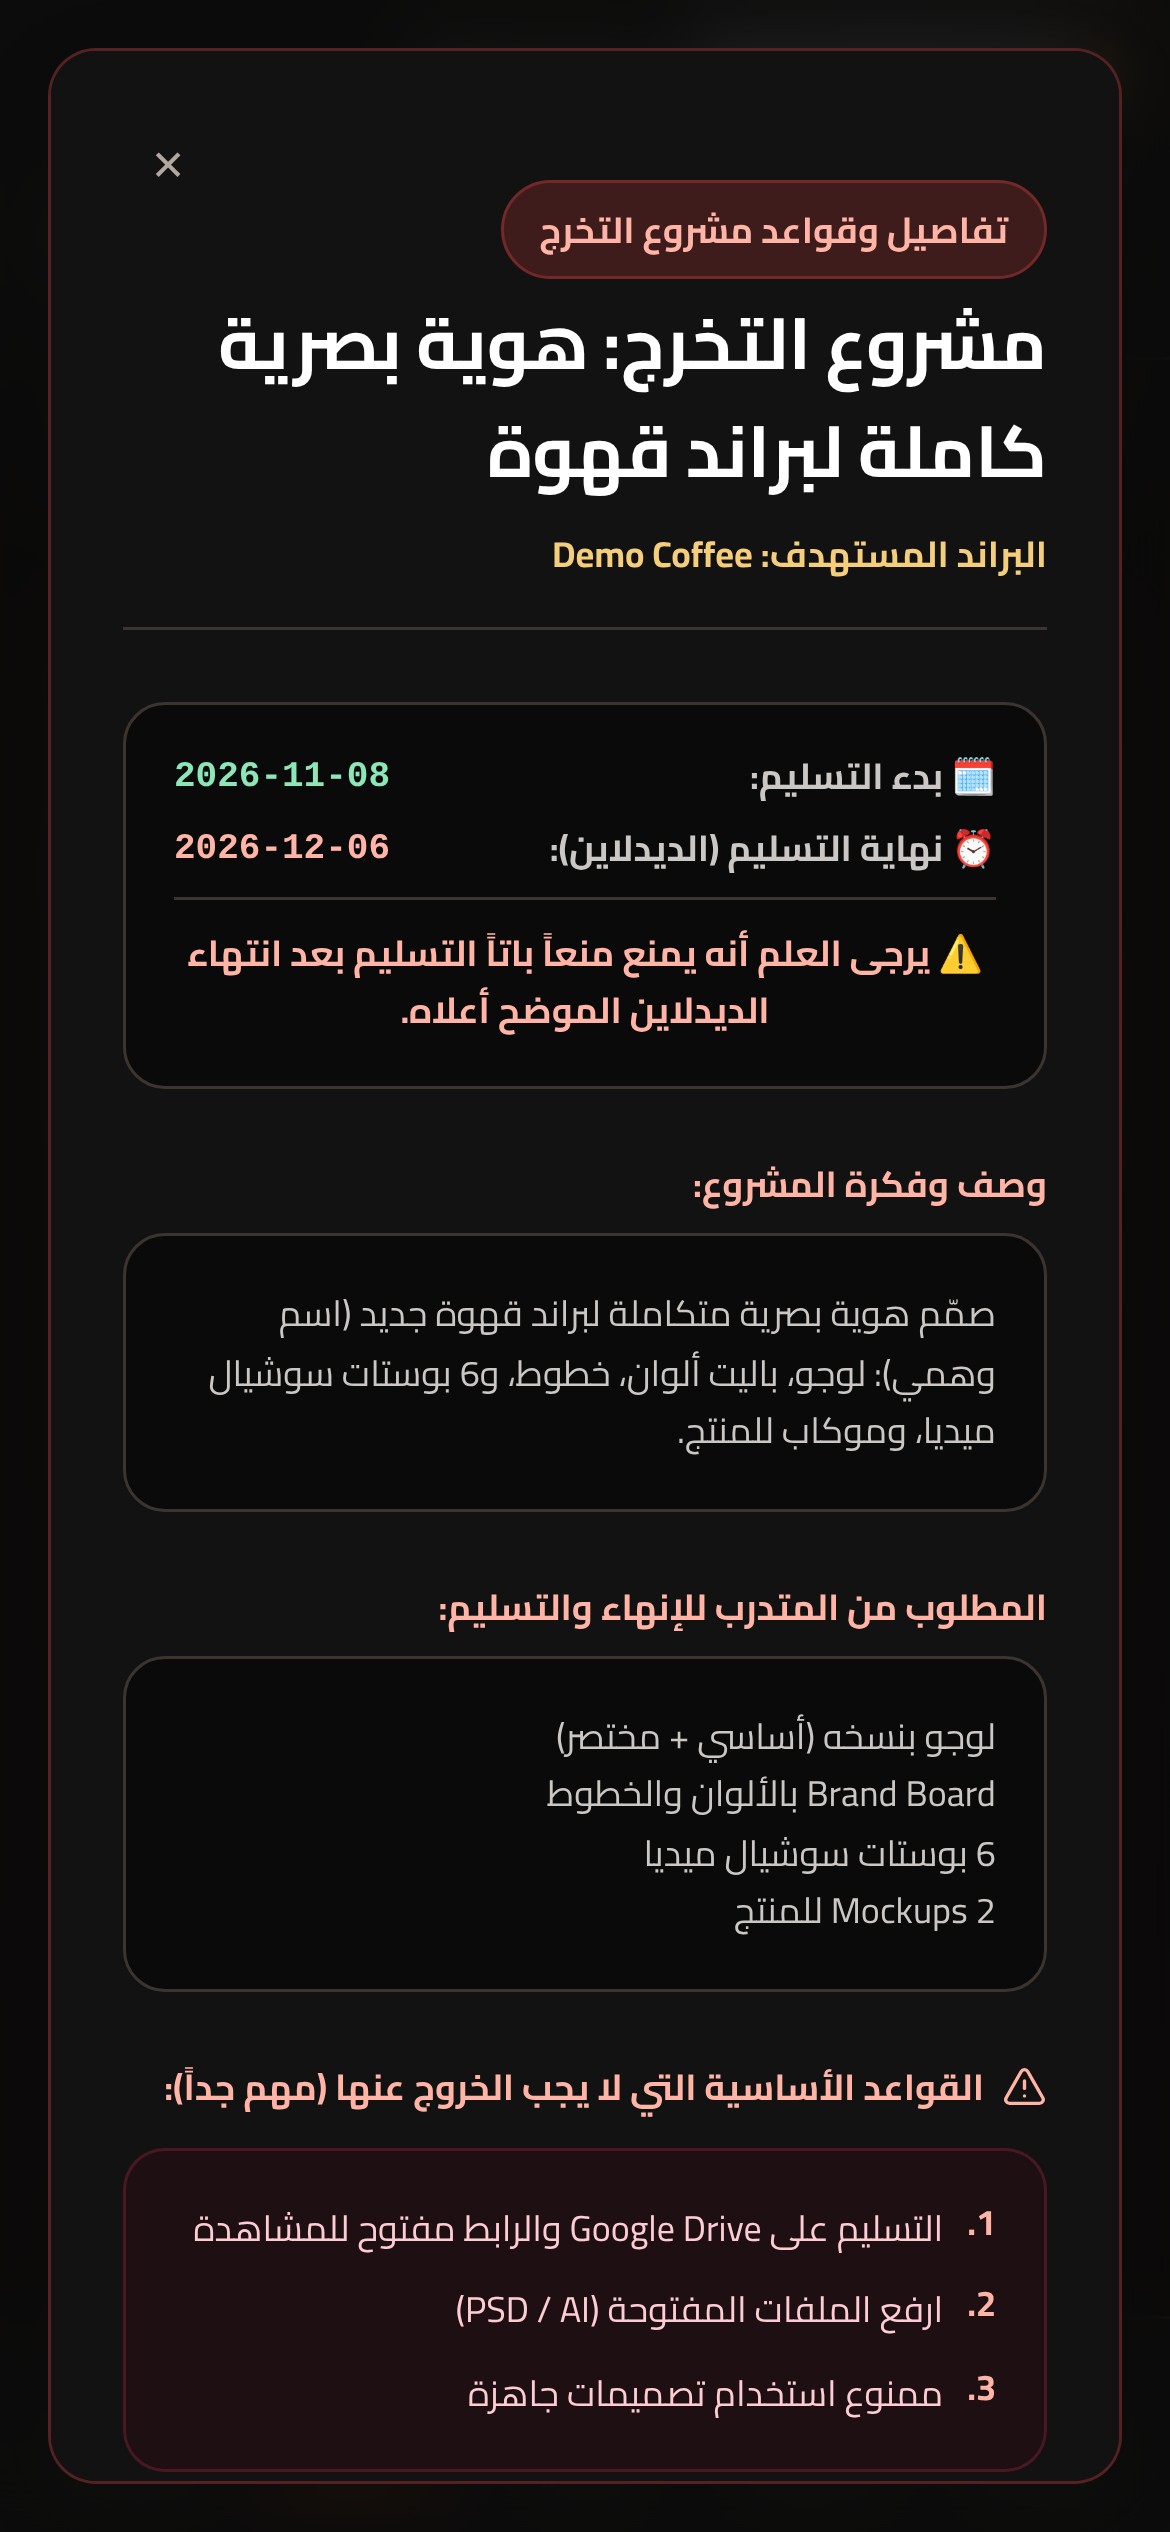 ×
تفاصيل وقواعد مشروع التخرج
مشروع التخرج: هوية بصرية
كاملة لبراند قهوة
البراند المستهدف: Demo Coffee
🗓️ بدء التسليم: 2026-11-08
⏰ نهاية التسليم (الديدلاين): 2026-12-06
⚠️ يرجى العلم أنه يمنع منعاً باتاً التسليم بعد انتهاء
الديدلاين الموضح أعلاه.
وصف وفكرة المشروع:
صمّم هوية بصرية متكاملة لبراند قهوة جديد (اسم
وهمي): لوجو، باليت ألوان، خطوط، و6 بوستات سوشيال
ميديا، وموكاب للمنتج.
المطلوب من المتدرب للإنهاء والتسليم:
لوجو بنسخه (أساسي + مختصر)
Brand Board بالألوان والخطوط
6 بوستات سوشيال ميديا
2 Mockups للمنتج
القواعد الأساسية التي لا يجب الخروج عنها (مهم جداً):
1. التسليم على Google Drive والرابط مفتوح للمشاهدة
2. ارفع الملفات المفتوحة (PSD / AI)
3. ممنوع استخدام تصميمات جاهزة